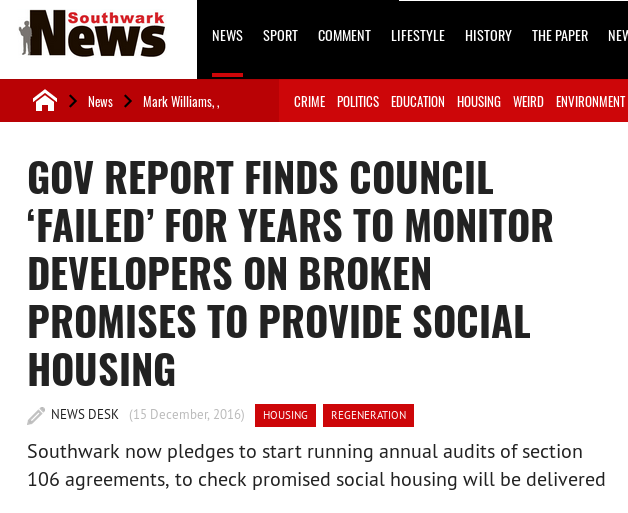 Southwark
News
NEWS SPORT COMMENT LIFESTYLE HISTORY THE PAPER NEW
News Mark Williams, ,
CRIME POLITICS EDUCATION HOUSING WEIRD ENVIRONMENT
GOV REPORT FINDS COUNCIL
‘FAILED’ FOR YEARS TO MONITOR
DEVELOPERS ON BROKEN
PROMISES TO PROVIDE SOCIAL
HOUSING
NEWS DESK (15 December, 2016) HOUSING REGENERATION
Southwark now pledges to start running annual audits of section
106 agreements, to check promised social housing will be delivered